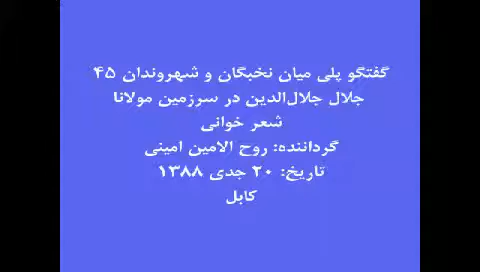 گفتگو پلی میان نخبگان و شهروندان ۴۵
جلال جلال‌الدین در سرزمین مولانا
شعر خوانی
گرداننده: روح الامین امینی
تاریخ: ۲۰ جدی ۱۳۸۸
کابل